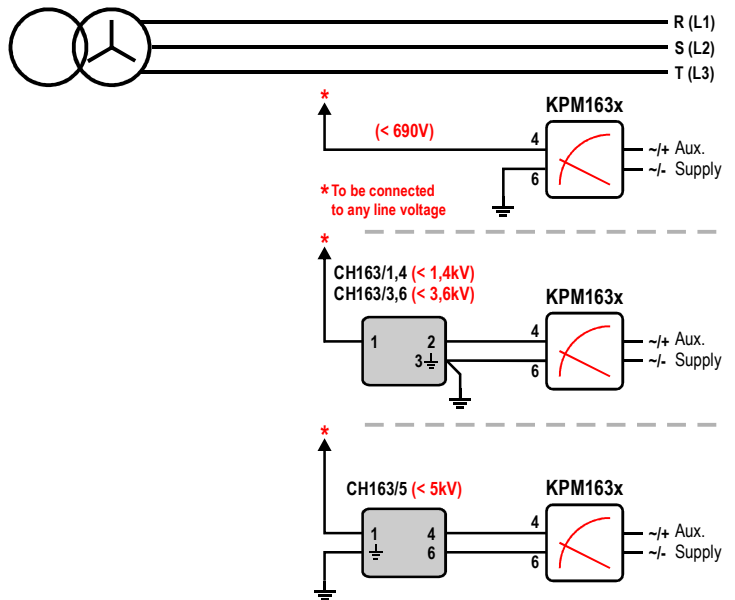 R (L1)
S (L2)
T (L3)
*
KPM163x
(< 690V)
4
~/+ Aux.
6
~/- Supply
* To be connected
to any line voltage
*
CH163/1,4 (< 1,4kV)
CH163/3,6 (< 3,6kV)
KPM163x
1
2
4
~/+ Aux.
3
6
~/- Supply
*
CH163/5 (< 5kV)
KPM163x
1
4
4
~/+ Aux.
6
6
~/- Supply